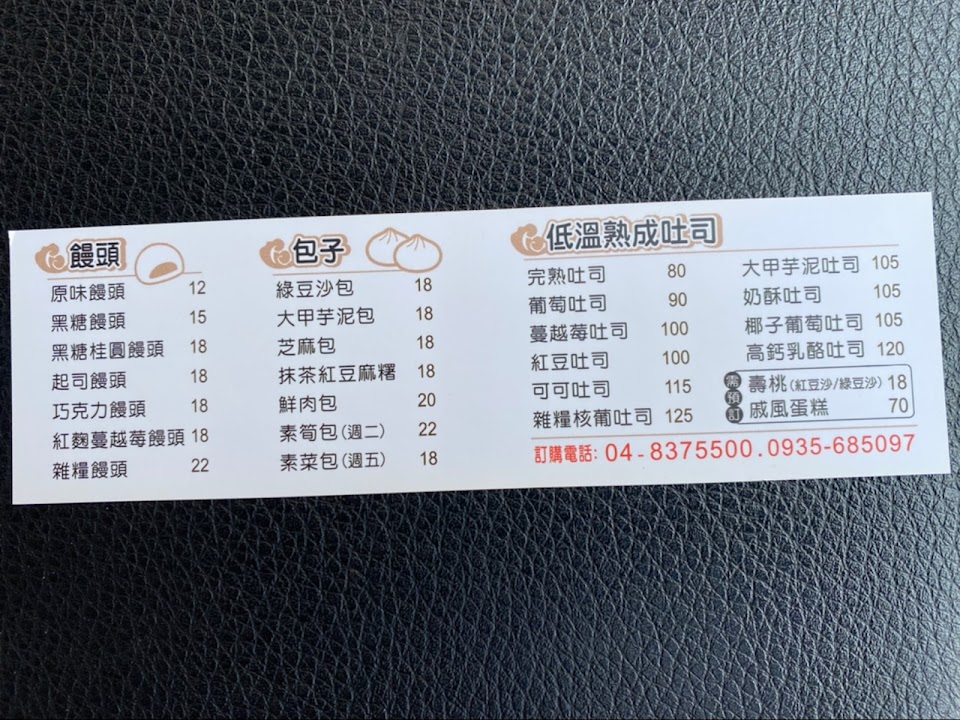 饅頭
原味饅頭 12
黑糖饅頭 15
黑糖桂圓饅頭 18
起司饅頭 18
巧克力饅頭 18
紅麴蔓越莓饅頭 18
雜糧饅頭 22
包子
綠豆沙包 18
大甲芋泥包 18
芝麻包 18
抹茶紅豆麻糬 18
鮮肉包 20
素筍包(週二) 22
素菜包(週五) 18
低溫熟成吐司
完熟吐司 80
葡萄吐司 90
蔓越莓吐司 100
紅豆吐司 100
可可吐司 115
雜糧核葡吐司 125
大甲芋泥吐司 105
奶酥吐司 105
椰子葡萄吐司 105
高鈣乳酪吐司 120
需預訂
壽桃(紅豆沙/綠豆沙) 18
戚風蛋糕 70
訂購電話: 04-8375500.0935-685097